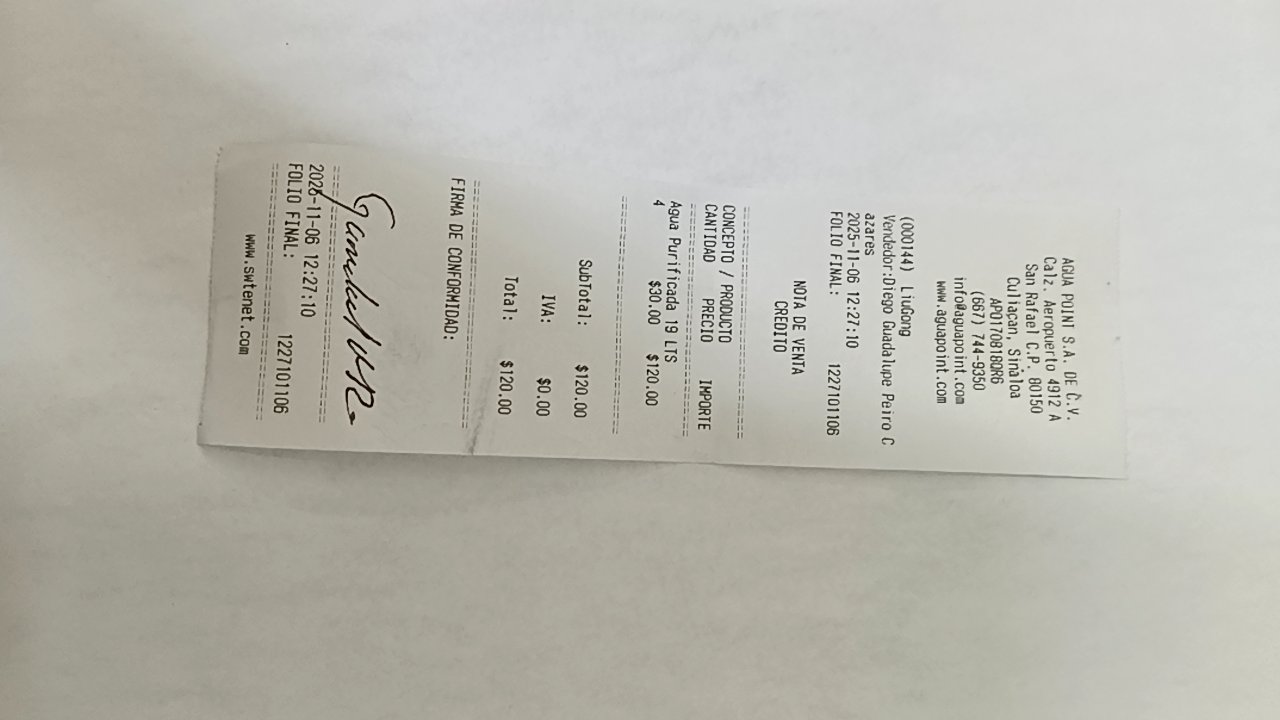 AGUA POINT S.A. DE C.V.
Calz. Aeropuerto 4912 A
San Rafael C.P. 80150
Culiacan, Sinaloa
APO170818QR6
(667) 744-9350
info@aguapoint.com
www.aguapoint.com
(000144) LiuGong
Vendedor:Diego Guadalupe Peiro C
azares
2025-11-06 12:27:10
FOLIO FINAL: 1227101106
NOTA DE VENTA
CREDITO
================================
CONCEPTO / PRODUCTO
CANTIDAD PRECIO IMPORTE
================================
Agua Purificada 19 LTS
4 $30.00 $120.00
================================
SubTotal: $120.00
IVA: $0.00
Total: $120.00
================================
FIRMA DE CONFORMIDAD:
================================
2025-11-06 12:27:10
FOLIO FINAL: 1227101106
================================
www.swtenet.com